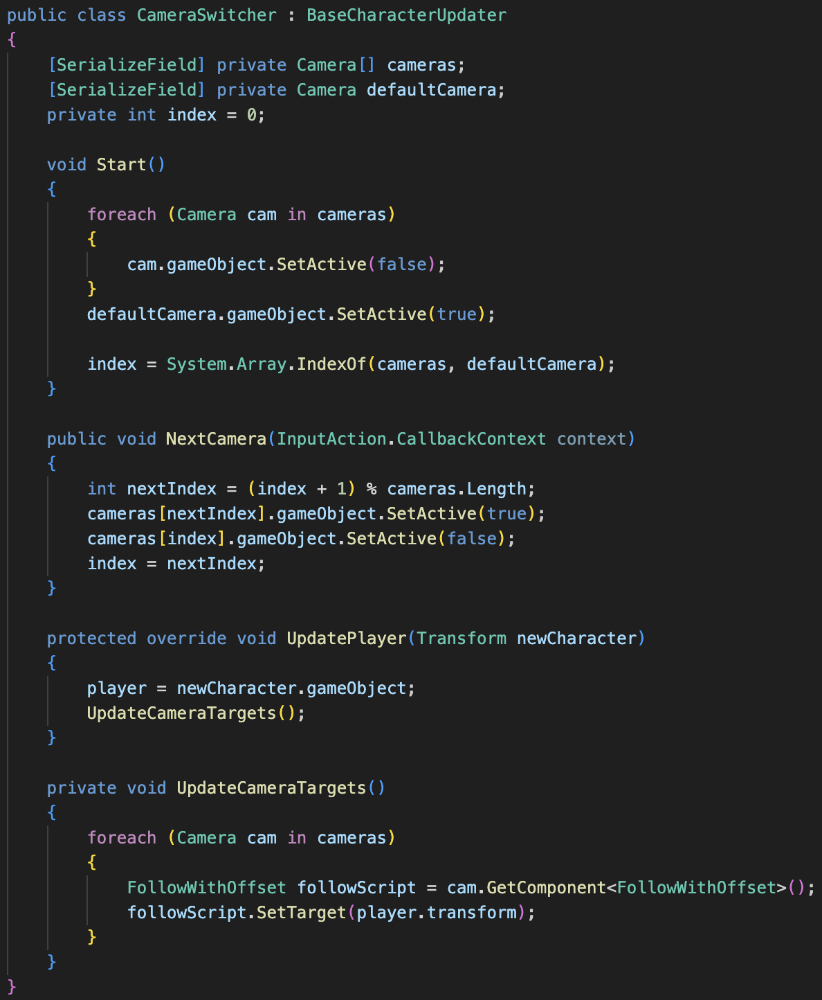 public class CameraSwitcher : BaseCharacterUpdater
{
    [SerializeField] private Camera[] cameras;
    [SerializeField] private Camera defaultCamera;
    private int index = 0;

    void Start()
    {
        foreach (Camera cam in cameras)
        {
            cam.gameObject.SetActive(false);
        }
        defaultCamera.gameObject.SetActive(true);

        index = System.Array.IndexOf(cameras, defaultCamera);
    }

    public void NextCamera(InputAction.CallbackContext context)
    {
        int nextIndex = (index + 1) % cameras.Length;
        cameras[nextIndex].gameObject.SetActive(true);
        cameras[index].gameObject.SetActive(false);
        index = nextIndex;
    }

    protected override void UpdatePlayer(Transform newCharacter)
    {
        player = newCharacter.gameObject;
        UpdateCameraTargets();
    }

    private void UpdateCameraTargets()
    {
        foreach (Camera cam in cameras)
        {
            FollowWithOffset followScript = cam.GetComponent<FollowWithOffset>();
            followScript.SetTarget(player.transform);
        }
    }
}